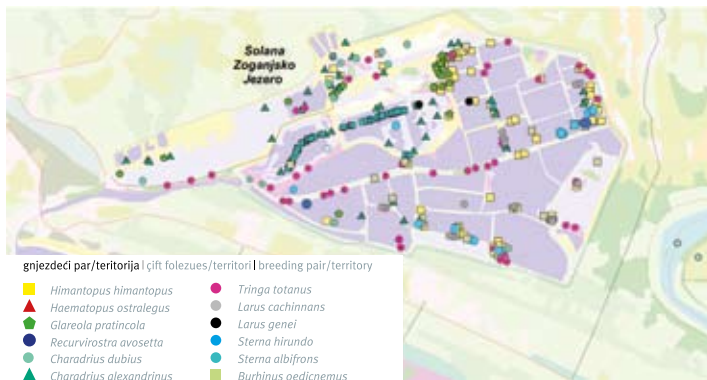 Solana
Zoganjsko
Jezero
gnjezdeći par/teritorija | çift folezues/territori | breeding pair/territory
Himantopus himantopus
Haematopus ostralegus
Glareola pratincola
Recurvirostra avosetta
Charadrius dubius
Charadrius alexandrinus
Tringa totanus
Larus cachinnans
Larus genei
Sterna hirundo
Sterna albifrons
Burhinus oedicnemus